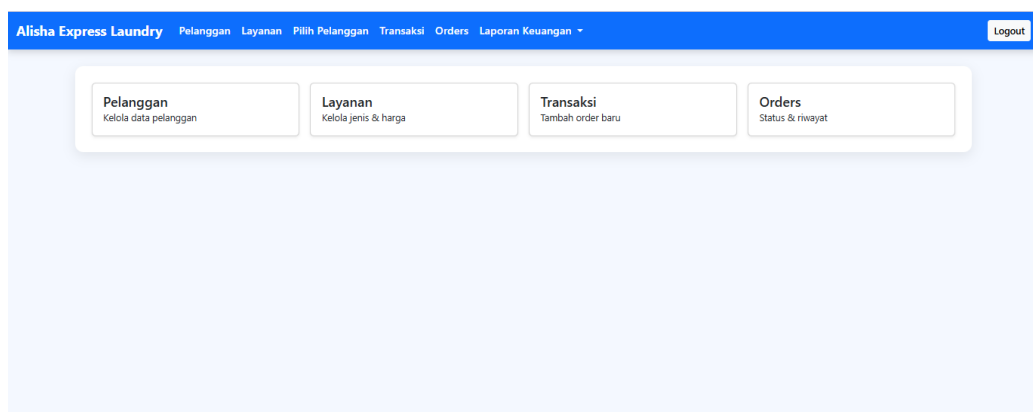 Alisha Express Laundry Pelanggan Layanan Pilih Pelanggan Transaksi Orders Laporan Keuangan Logout
Pelanggan
Kelola data pelanggan
Layanan
Kelola jenis & harga
Transaksi
Tambah order baru
Orders
Status & riwayat